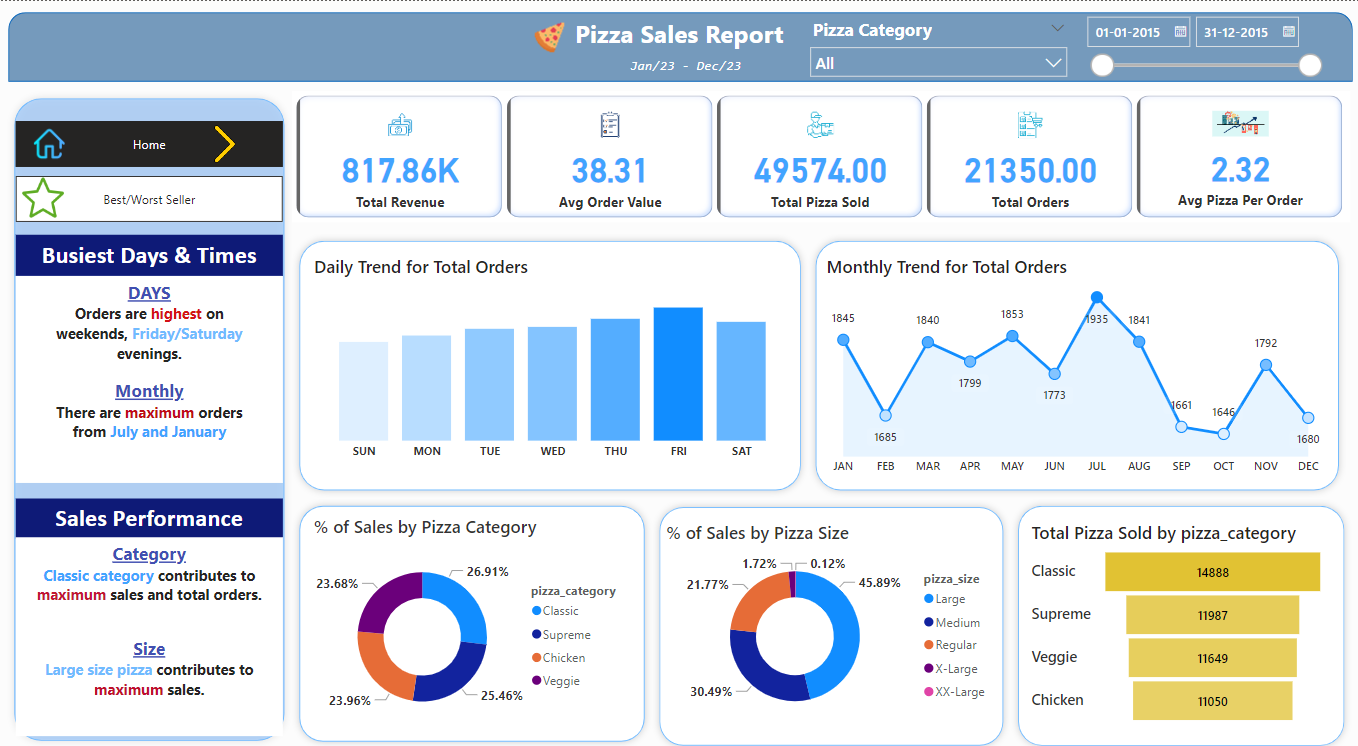 Pizza Sales Report
Jan/23 - Dec/23
Pizza Category
All
01-01-2015
31-12-2015
Home
Best/Worst Seller
Busiest Days & Times
DAYS
Orders are highest on
weekends, Friday/Saturday
evenings.
Monthly
There are maximum orders
from July and January
Sales Performance
Category
Classic category contributes to
maximum sales and total orders.
Size
Large size pizza contributes to
maximum sales.
817.86K
Total Revenue
38.31
Avg Order Value
49574.00
Total Pizza Sold
21350.00
Total Orders
2.32
Avg Pizza Per Order
Daily Trend for Total Orders
SUN MON TUE WED THU FRI SAT
Monthly Trend for Total Orders
1845 1685 1840 1799 1853 1773 1935 1841 1661 1646 1792 1680
JAN FEB MAR APR MAY JUN JUL AUG SEP OCT NOV DEC
% of Sales by Pizza Category
26.91%
25.46%
23.96%
23.68%
pizza_category
Classic
Supreme
Chicken
Veggie
% of Sales by Pizza Size
45.89%
30.49%
21.77%
1.72%
0.12%
pizza_size
Large
Medium
Regular
X-Large
XX-Large
Total Pizza Sold by pizza_category
Classic 14888
Supreme 11987
Veggie 11649
Chicken 11050